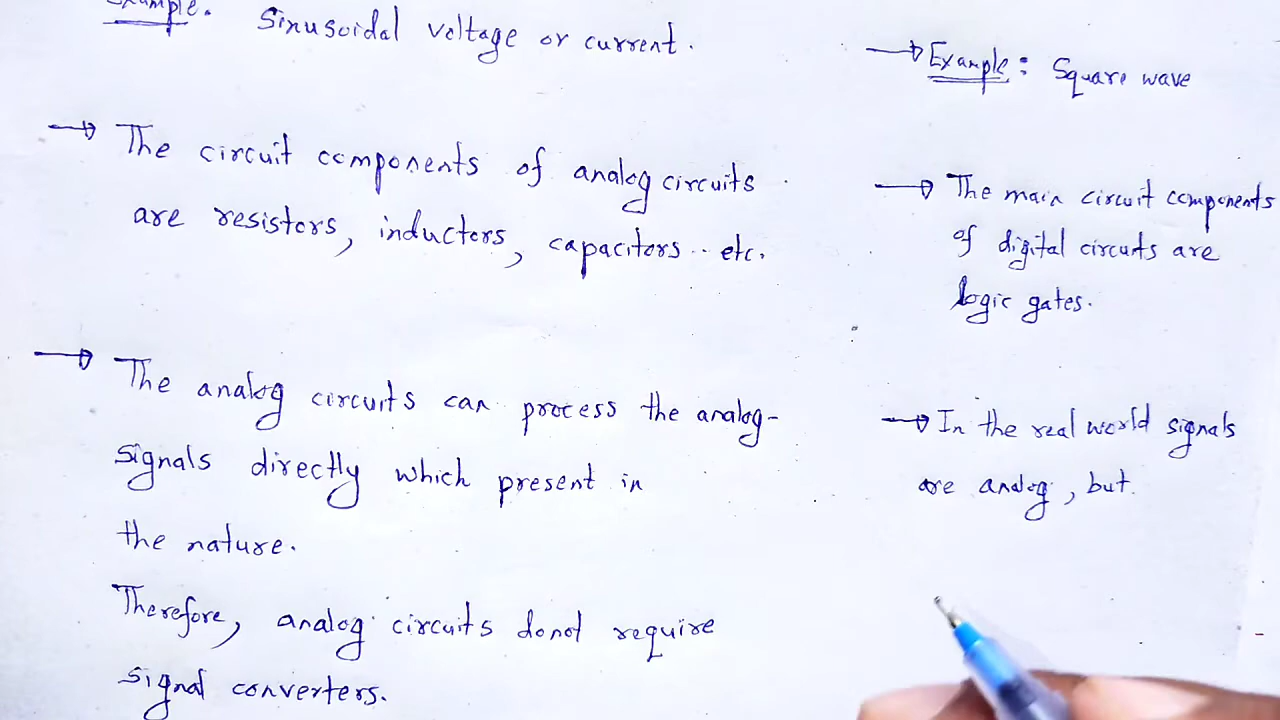 Example. Sinusoidal voltage or current.
→ The circuit components of analog circuits
are resistors, inductors, capacitors... etc.
→ The analog circuits can process the analog-
signals directly which present in
the nature.
Therefore, analog circuits donot require
signal converters.
→ Example: Square wave
→ The main circuit components
of digital circuits are
logic gates.
→ In the real world signals
are analog, but